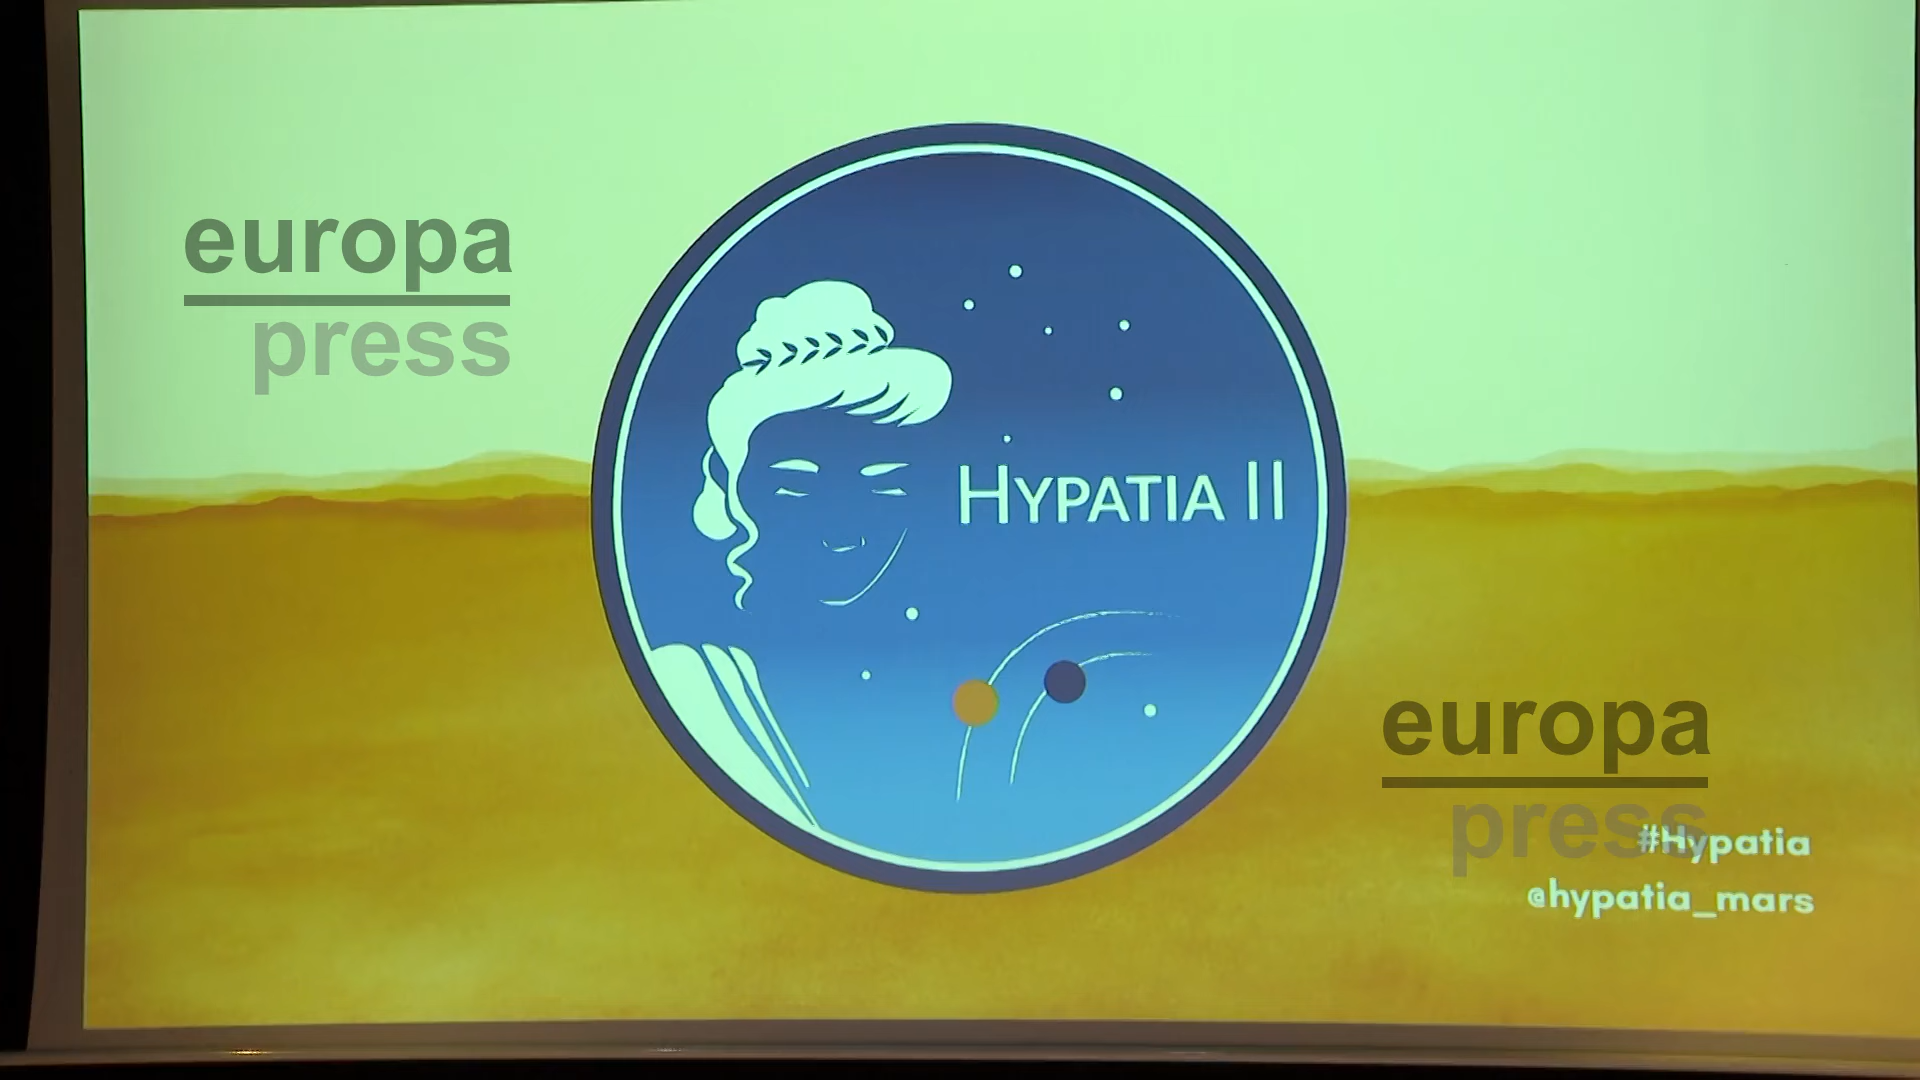 europa
press
HYPATIA II
europa
press
#Hypatia
@hypatia_mars